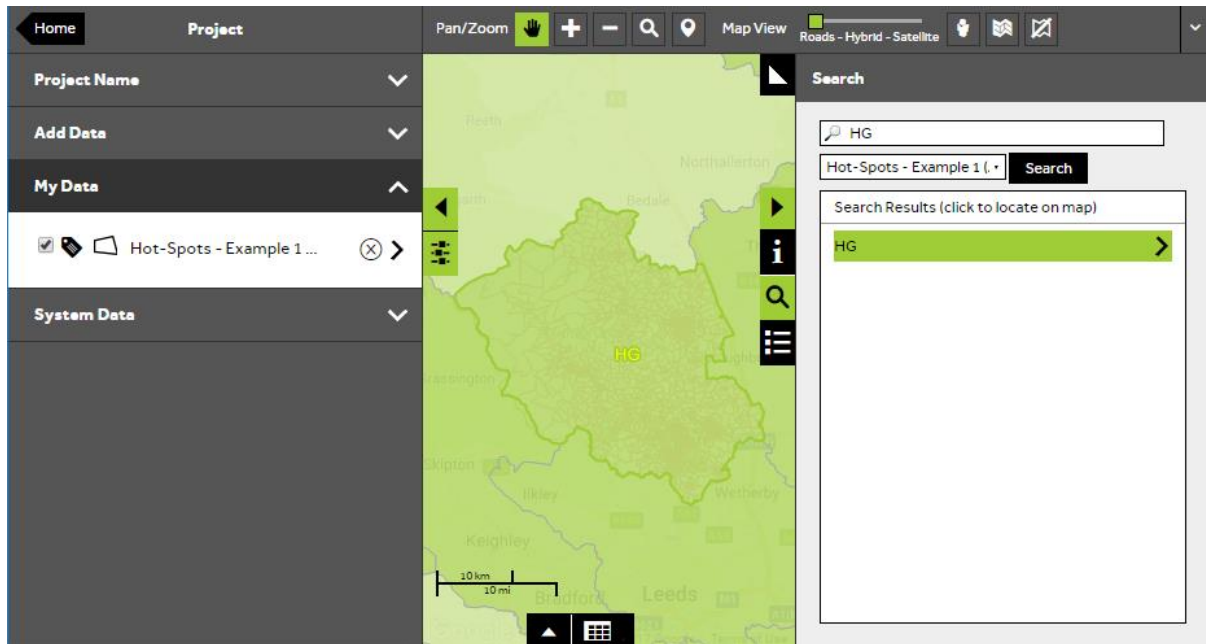 Home
Project
Pan/Zoom
Map View
Roads - Hybrid - Satellite
Project Name
Add Data
My Data
Hot-Spots - Example 1 ...
System Data
Reeth
Northallerton
Bedale
HG
Skipton
Ilkley
Wetherby
Keighley
10 km
10 mi
Bradford
Leeds
Search
HG
Hot-Spots - Example 1 (.
Search
Search Results (click to locate on map)
HG